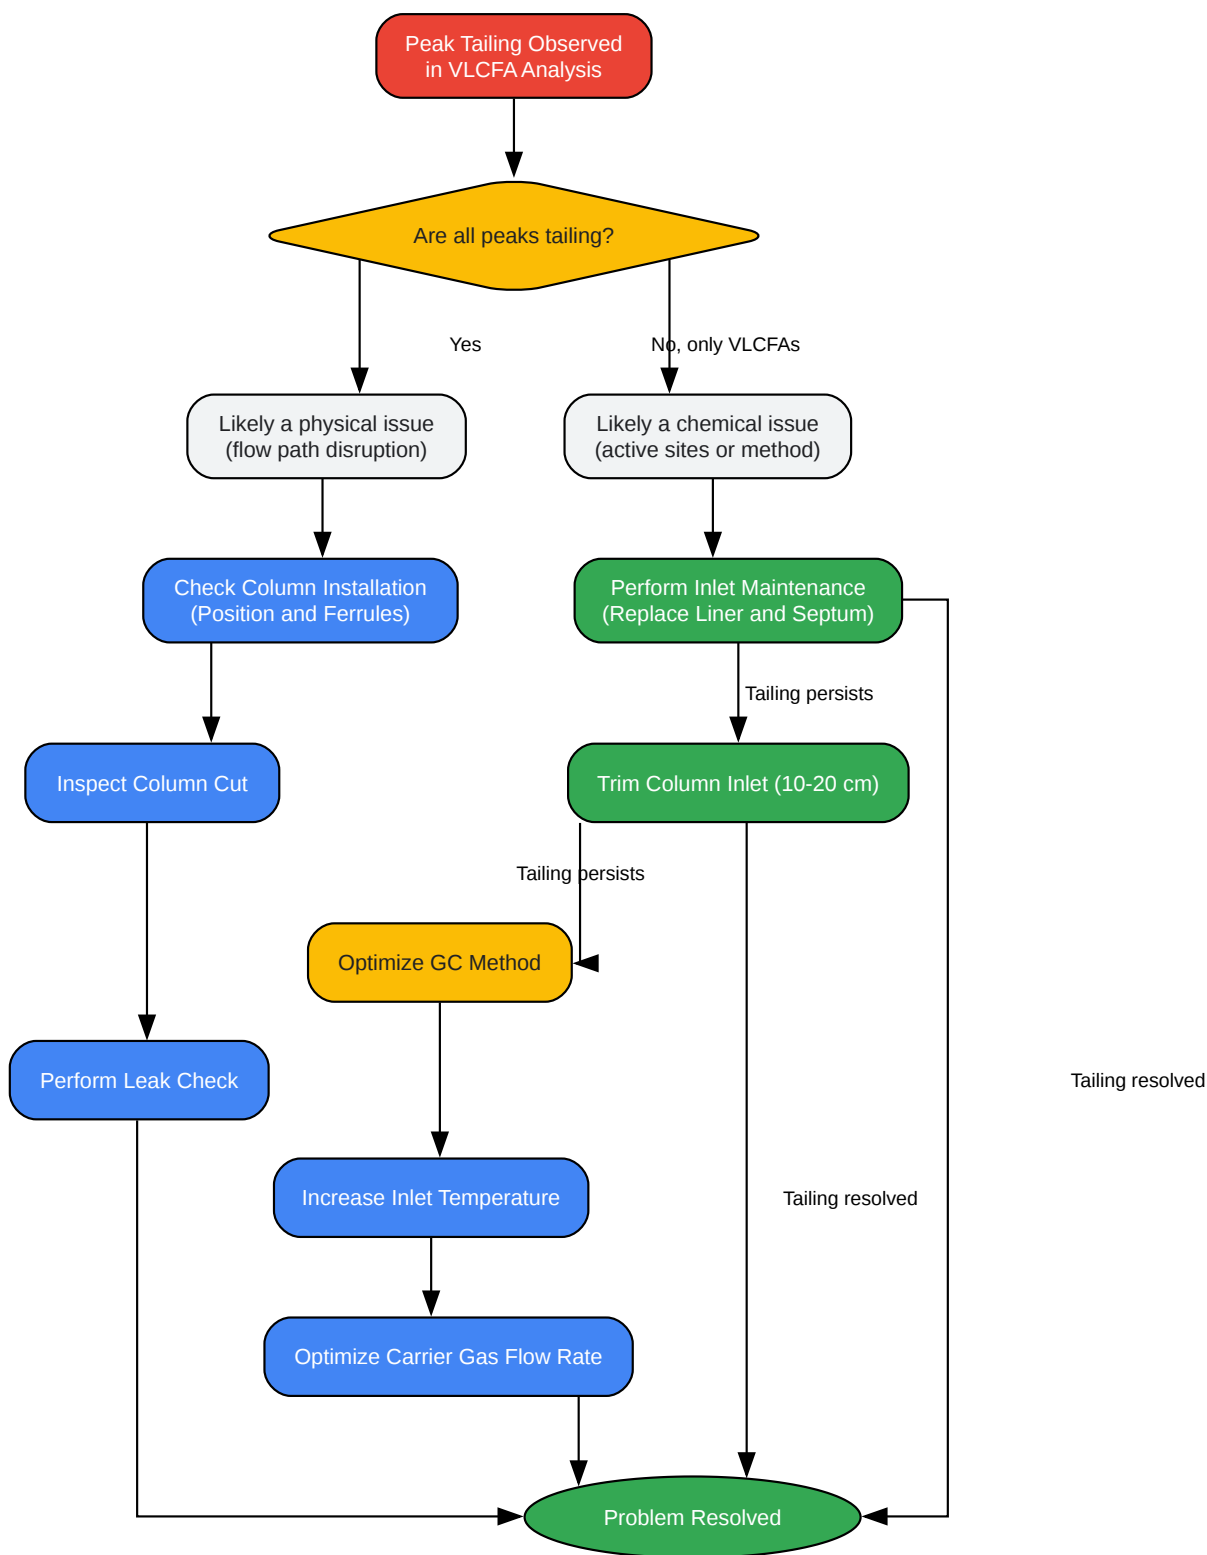 Peak Tailing Observed
in VLCFA Analysis
Are all peaks tailing?
Yes
No, only VLCFAs
Likely a physical issue
(flow path disruption)
Likely a chemical issue
(active sites or method)
Check Column Installation
(Position and Ferrules)
Perform Inlet Maintenance
(Replace Liner and Septum)
Tailing persists
Inspect Column Cut
Trim Column Inlet (10-20 cm)
Tailing persists
Optimize GC Method
Perform Leak Check
Tailing resolved
Increase Inlet Temperature
Tailing resolved
Optimize Carrier Gas Flow Rate
Problem Resolved